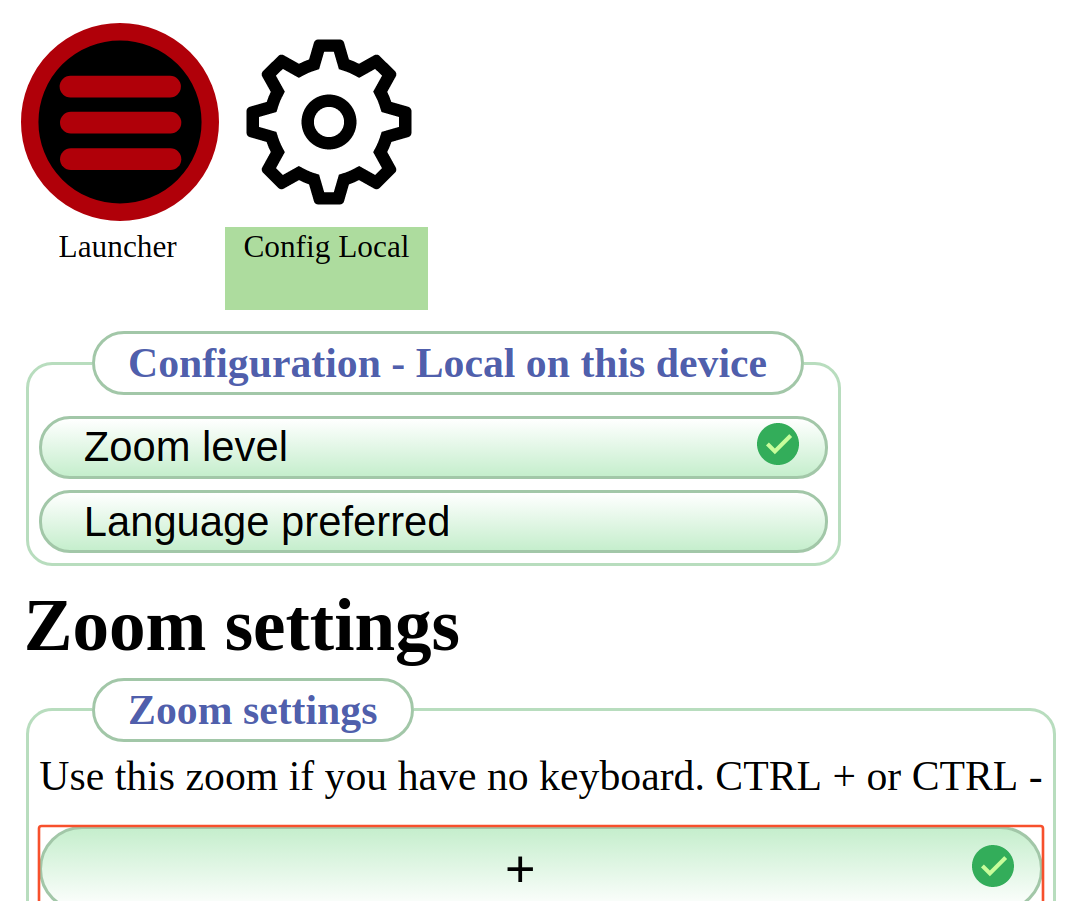 Launcher
Config Local
Configuration - Local on this device
Zoom level
Language preferred
Zoom settings
Zoom settings
Use this zoom if you have no keyboard. CTRL + or CTRL -
+